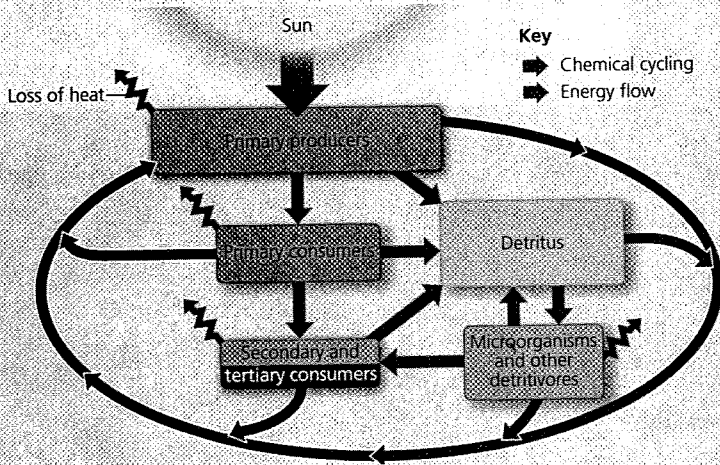 Sun
Key
Chemical cycling
Energy flow
Loss of heat
Primary producers
Primary consumers
Detritus
Secondary and
tertiary consumers
Microorganisms
and other
detritivores